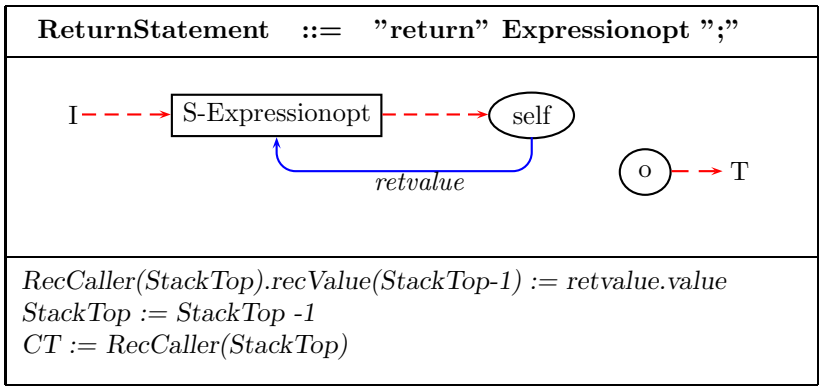 ReturnStatement ::= ”return” Expressionopt ”;”
I S-Expressionopt self
retvalue
o T
RecCaller(StackTop).recValue(StackTop-1) := retvalue.value
StackTop := StackTop -1
CT := RecCaller(StackTop)